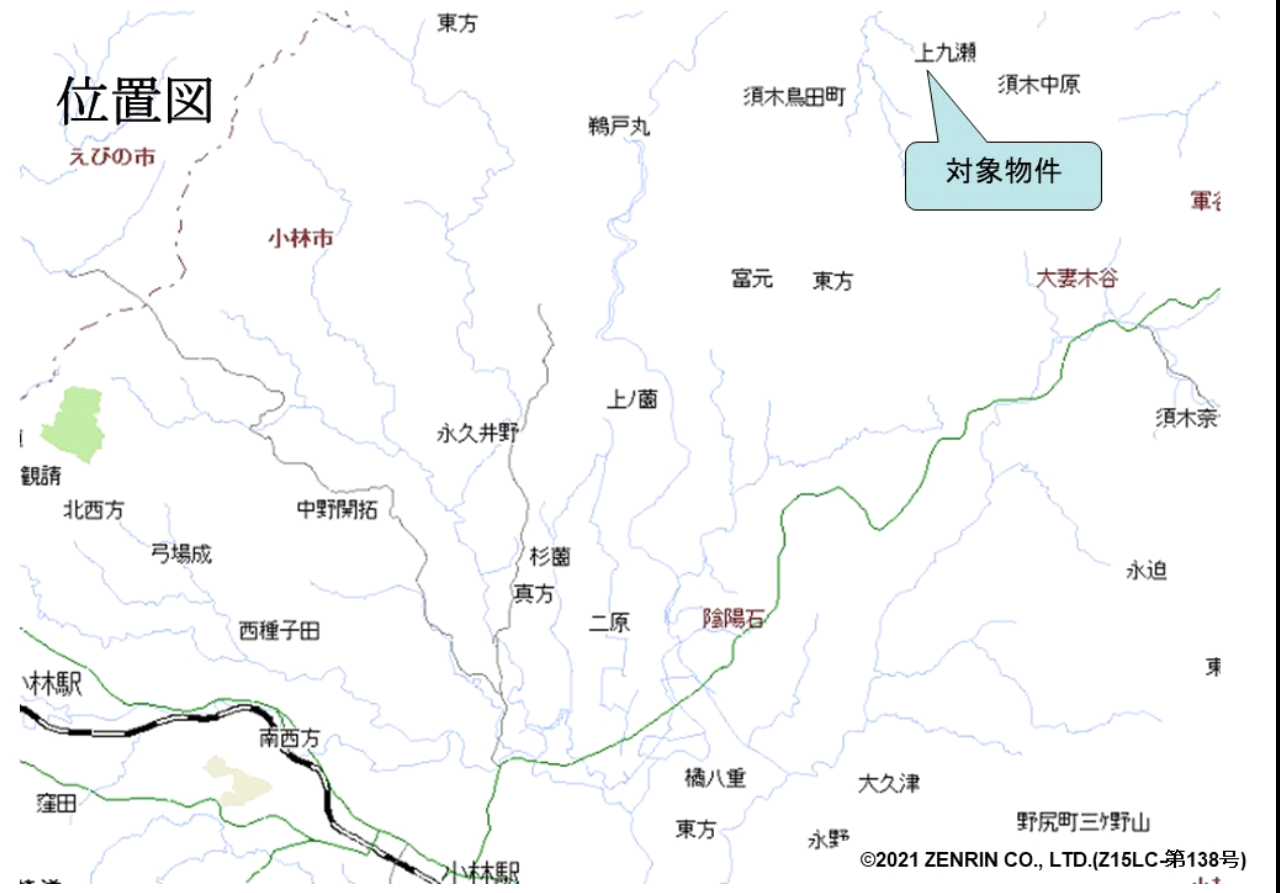 東方
上九瀬
須木中原
位置図
須木鳥田町
鵜戸丸
えびの市
対象物件
小林市
富元
東方
大妻木谷
上ノ薗
永久井野
須木奈
観請
北西方
中野開拓
弓場成
杉薗
永迫
真方
西種子田
二原
陰陽石
林駅
南西方
橘八重
大久津
窪田
東方
永野
野尻町三ケ野山
©2021 ZENRIN CO., LTD.(Z15LC-第138号)
小林駅